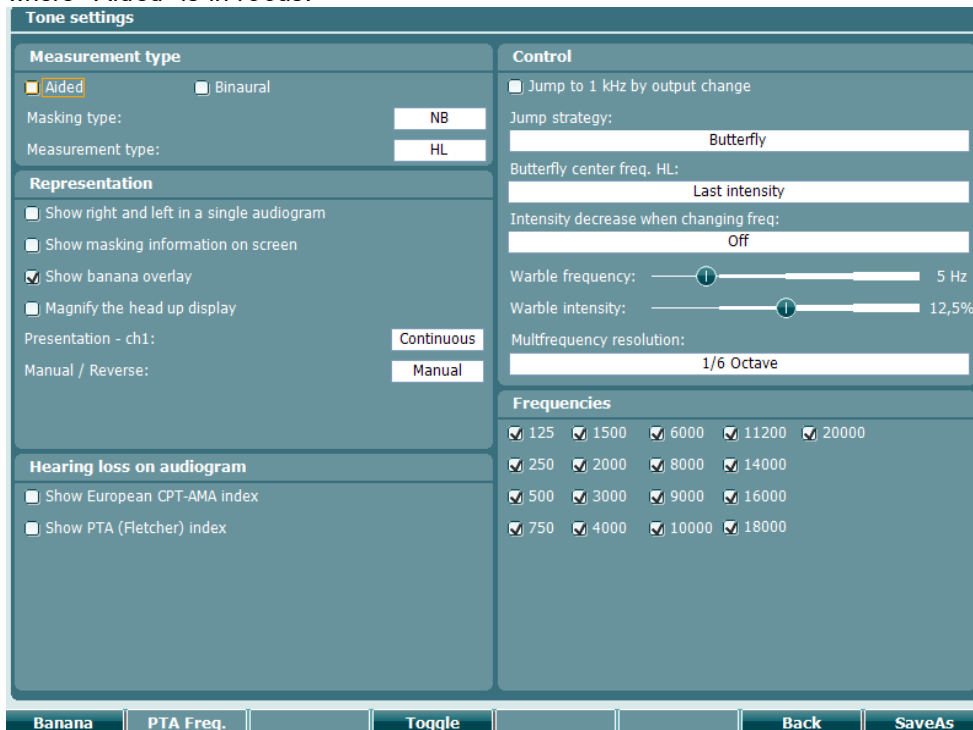 where "Aided" is in focus.
Tone settings
Measurement type
Aided
Binaural
Masking type: NB
Measurement type: HL
Representation
Show right and left in a single audiogram
Show masking information on screen
Show banana overlay
Magnify the head up display
Presentation - ch1: Continuous
Manual / Reverse: Manual
Hearing loss on audiogram
Show European CPT-AMA index
Show PTA (Fletcher) index
Control
Jump to 1 kHz by output change
Jump strategy:
Butterfly
Butterfly center freq. HL:
Last intensity
Intensity decrease when changing freq:
Off
Warble frequency: 5 Hz
Warble intensity: 12,5%
Multfrequency resolution:
1/6 Octave
Frequencies
125 1500 6000 11200 20000
250 2000 8000 14000
500 3000 9000 16000
750 4000 10000 18000
Banana PTA Freq. Toggle Back SaveAs